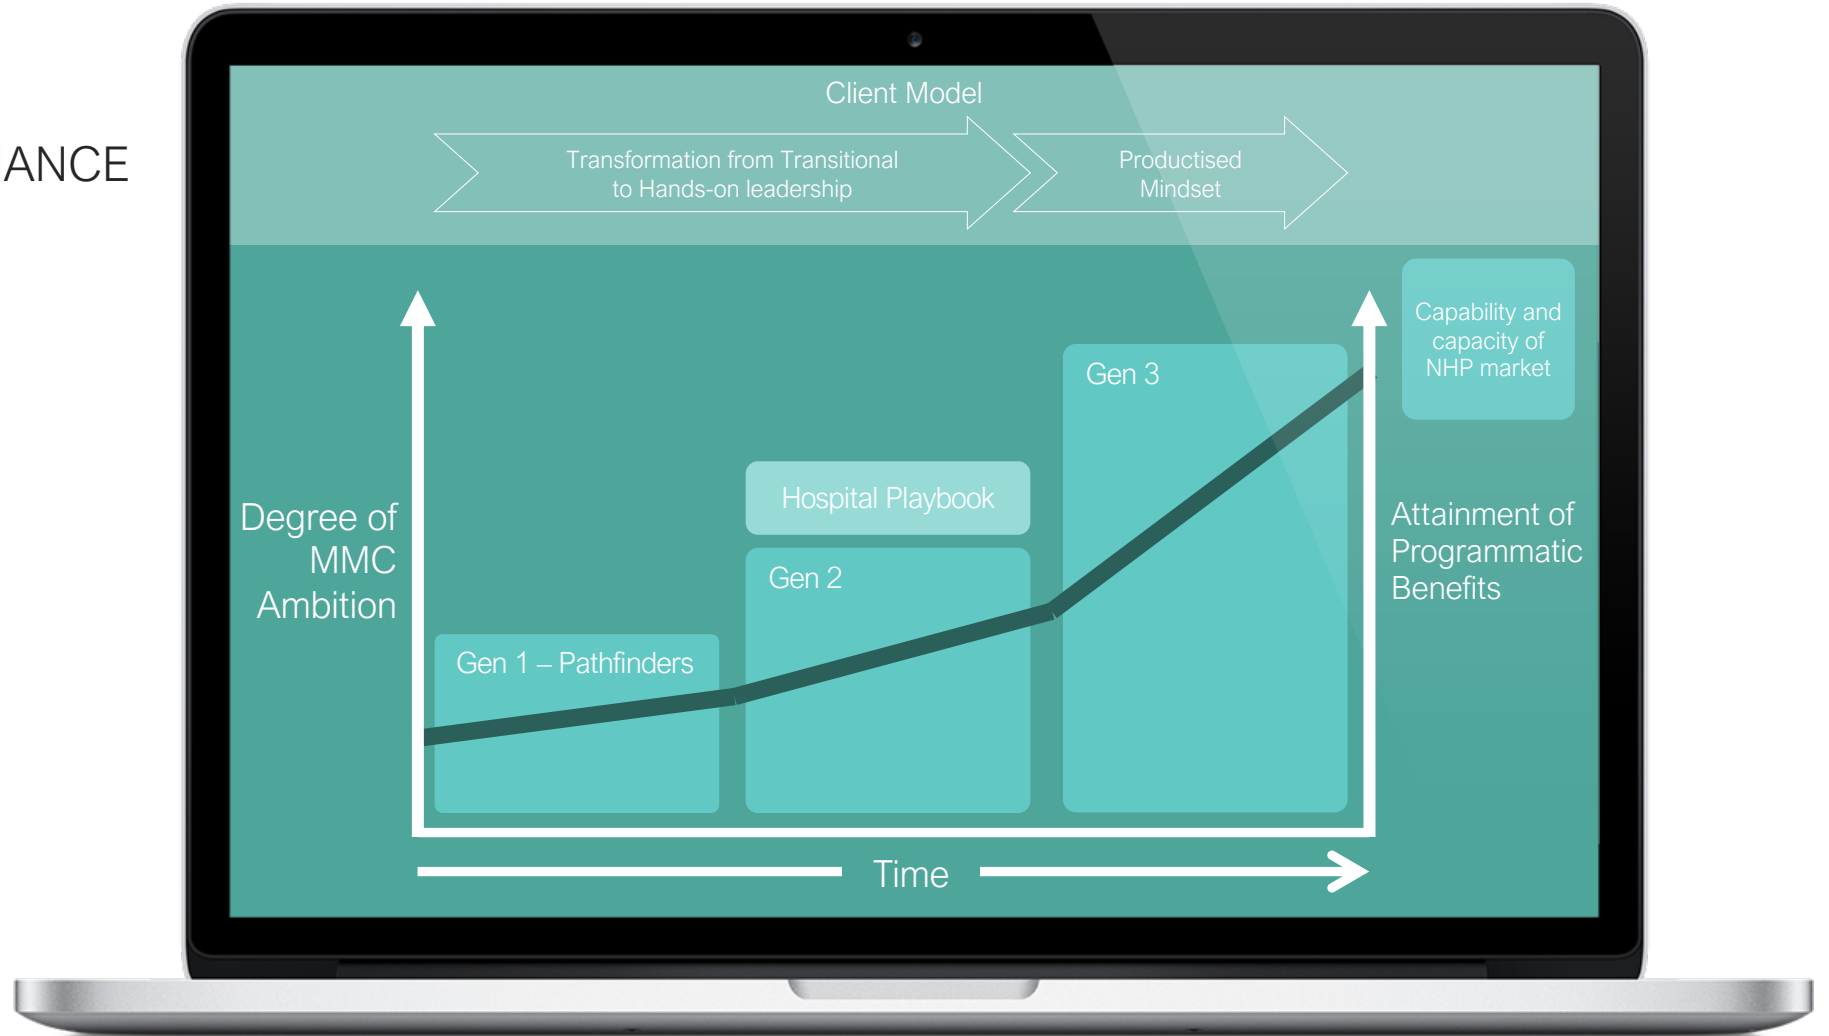 ANCE
Client Model
Transformation from Transitional
to Hands-on leadership
Productised
Mindset
Capability and
capacity of
NHP market
Gen 3
Hospital Playbook
Degree of
MMC
Ambition
Attainment of
Programmatic
Benefits
Gen 2
Gen 1 – Pathfinders
Time